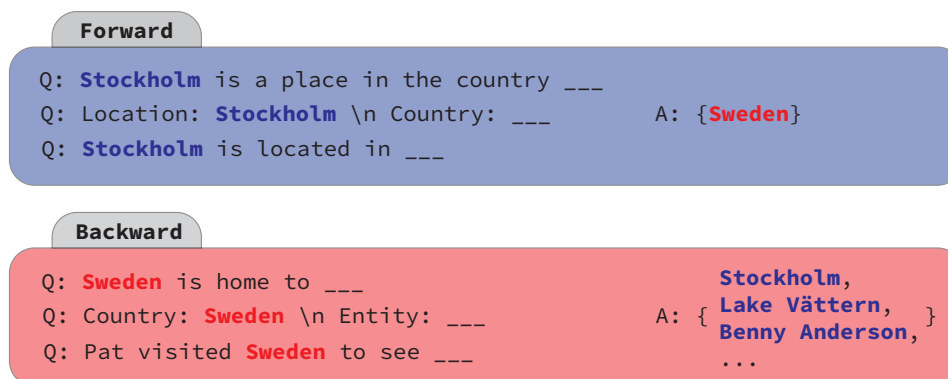 Forward
Q: Stockholm is a place in the country ___
Q: Location: Stockholm \n Country: ___ A: {Sweden}
Q: Stockholm is located in ___
Backward
Q: Sweden is home to ___
Q: Country: Sweden \n Entity: ___
Q: Pat visited Sweden to see ___
A: { Stockholm,
Lake Vättern,
Benny Anderson, }
...